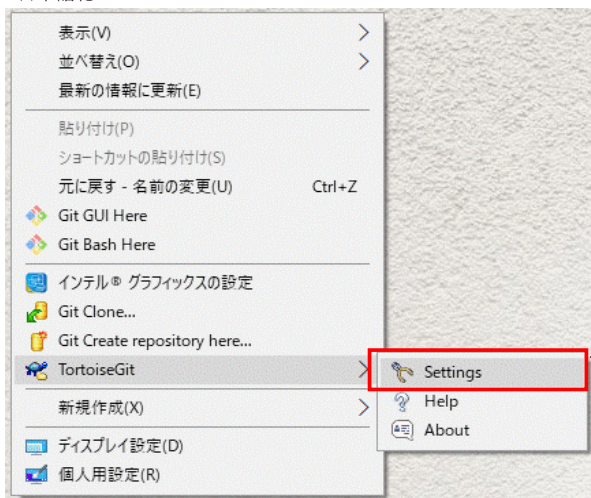 表示(V)
並べ替え(O)
最新の情報に更新(E)
貼り付け(P)
ショートカットの貼り付け(S)
元に戻す - 名前の変更(U) Ctrl+Z
Git GUI Here
Git Bash Here
インテル® グラフィックスの設定
Git Clone...
Git Create repository here...
TortoiseGit
Settings
新規作成(X)
Help
About
ディスプレイ設定(D)
個人用設定(R)